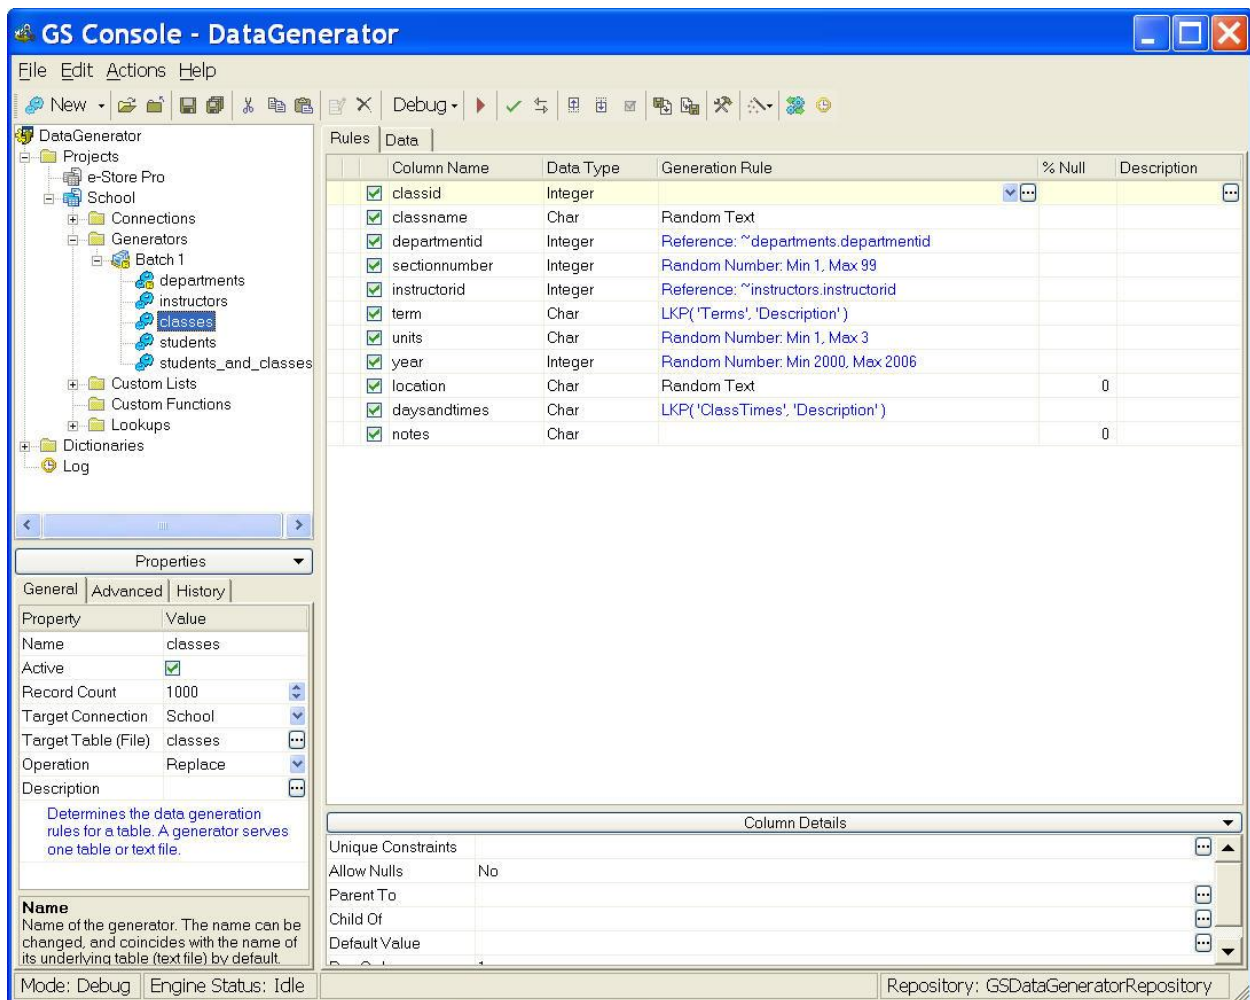 GS Console - DataGenerator
File Edit Actions Help
New Debug
DataGenerator
Projects
e-Store Pro
School
Connections
Generators
Batch 1
departments
instructors
classes
students
students_and_classes
Custom Lists
Custom Functions
Lookups
Dictionaries
Log
Properties
General Advanced History
Property Value
Name classes
Active
Record Count 1000
Target Connection School
Target Table (File) classes
Operation Replace
Description
Determines the data generation
rules for a table. A generator serves
one table or text file.
Name
Name of the generator. The name can be
changed, and coincides with the name of
its underlying table (text file) by default.
Rules Data
Column Name Data Type Generation Rule % Null Description
classid Integer
classname Char Random Text
departmentid Integer Reference: ~departments.departmentid
sectionnumber Integer Random Number: Min 1, Max 99
instructorid Integer Reference: ~instructors.instructorid
term Char LKP( 'Terms', 'Description' )
units Char Random Number: Min 1, Max 3
year Integer Random Number: Min 2000, Max 2006
location Char Random Text 0
daysandtimes Char LKP( 'ClassTimes', 'Description' )
notes Char 0
Column Details
Unique Constraints
Allow Nulls No
Parent To
Child Of
Default Value
Mode: Debug Engine Status: Idle Repository: GSDataGeneratorRepository